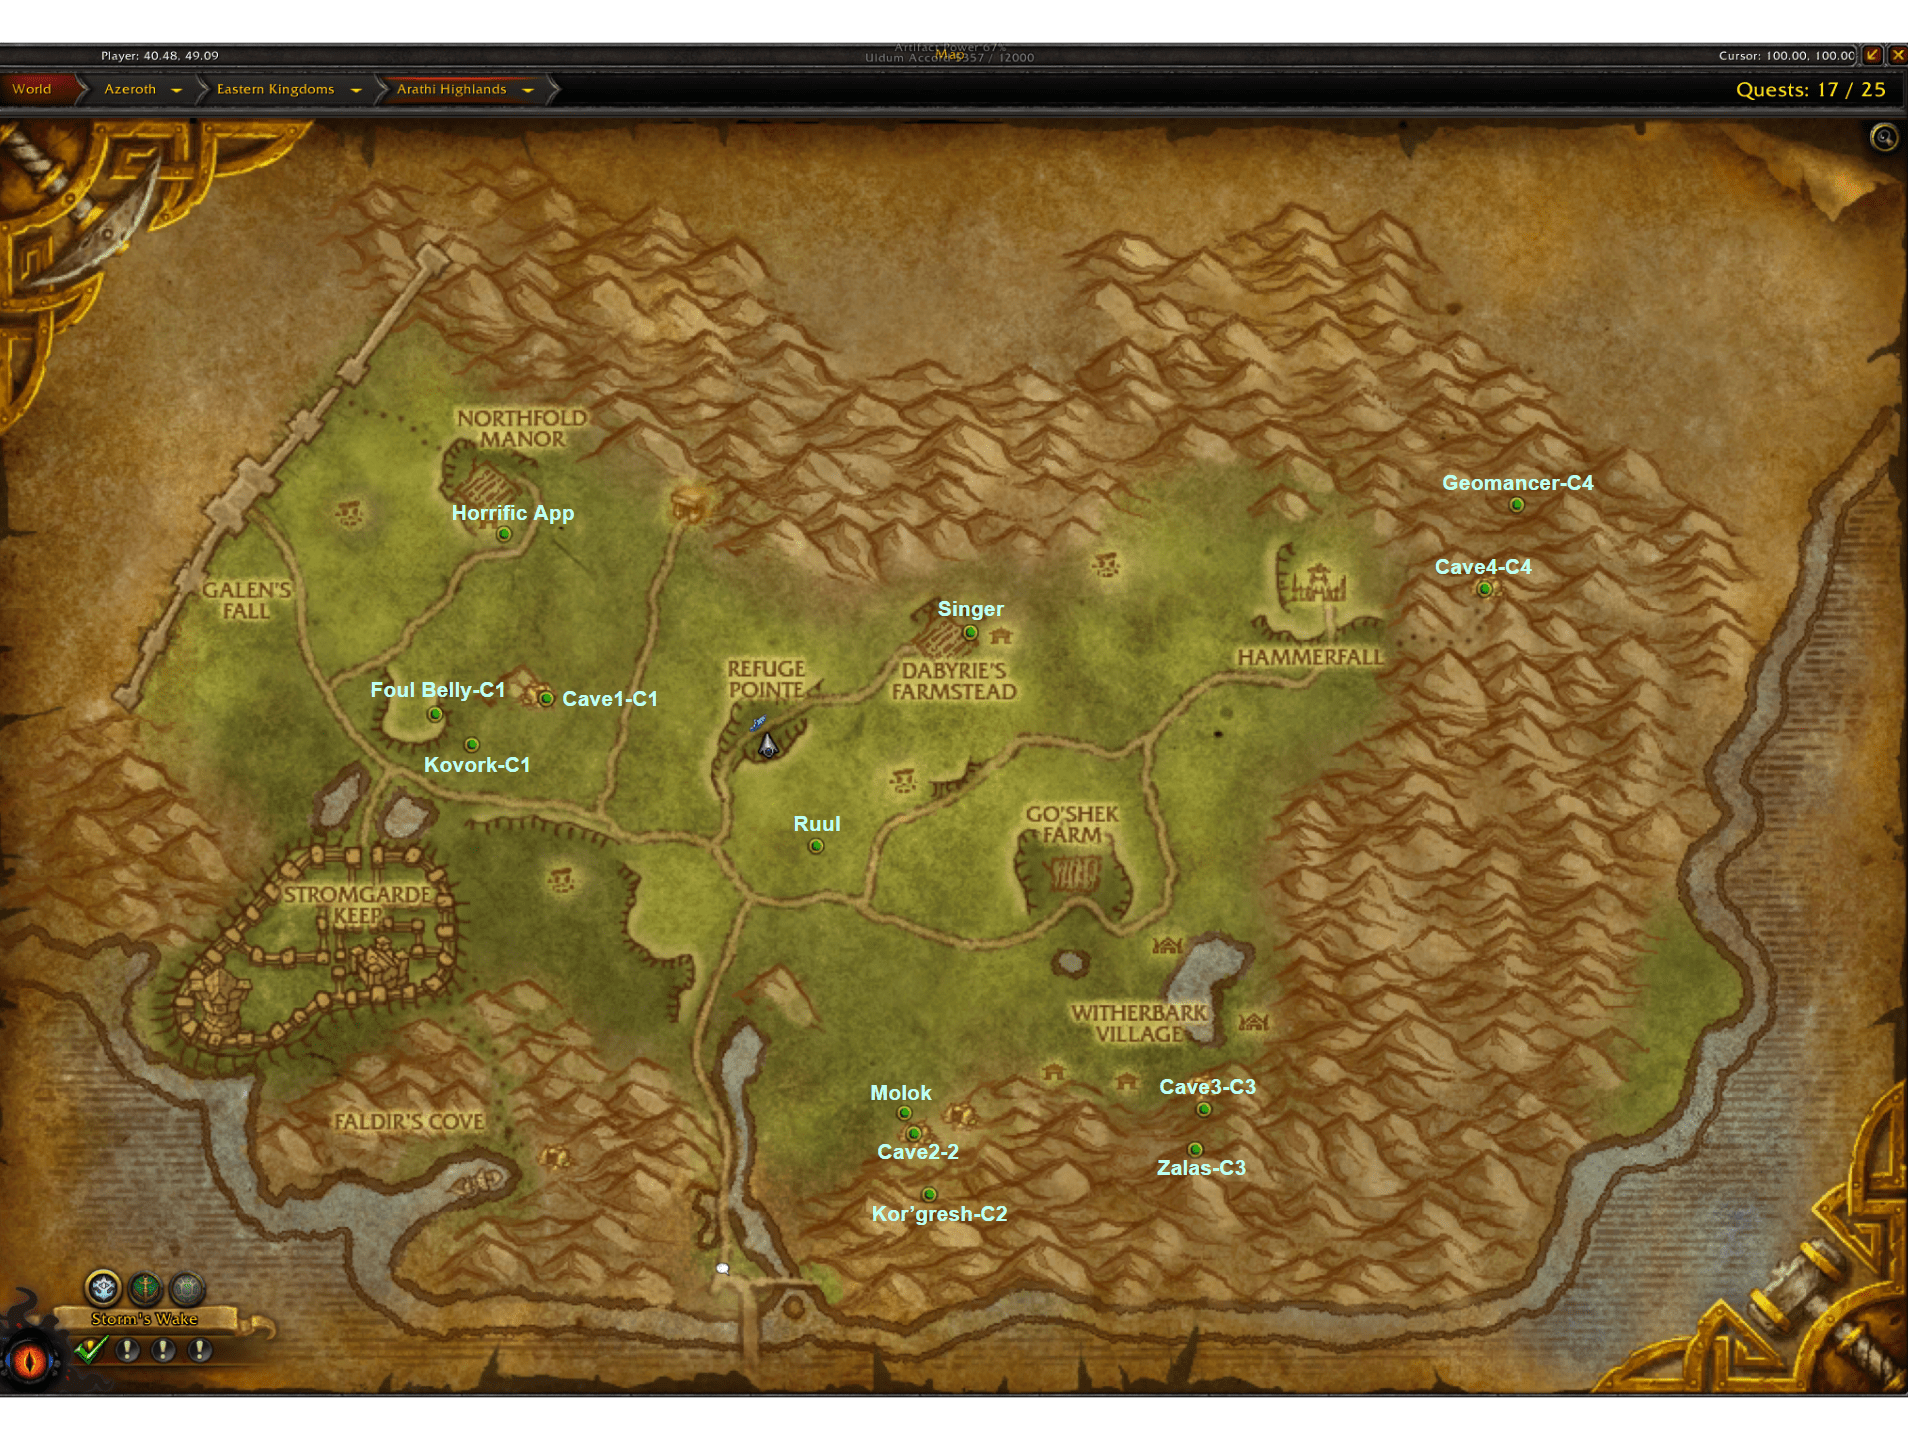 Player: 40.48, 49.09
Artifact Power 67%
Map
Uldum Accord 5357 / 12000
Cursor: 100.00, 100.00
World
Azeroth
Eastern Kingdoms
Arathi Highlands
Quests: 17 / 25
NORTHFOLD
MANOR
Geomancer-C4
Horrific App
Cave4-C4
GALEN'S
FALL
Singer
HAMMERFALL
REFUGE
POINTE
DABYRIE'S
FARMSTEAD
Foul Belly-C1
Cave1-C1
Kovork-C1
Ruul
GO'SHEK
FARM
STROMGARDE
KEEP
WITHERBARK
VILLAGE
Molok
Cave3-C3
FALDIR'S COVE
Cave2-2
Zalas-C3
Kor'gresh-C2
Storm's Wake